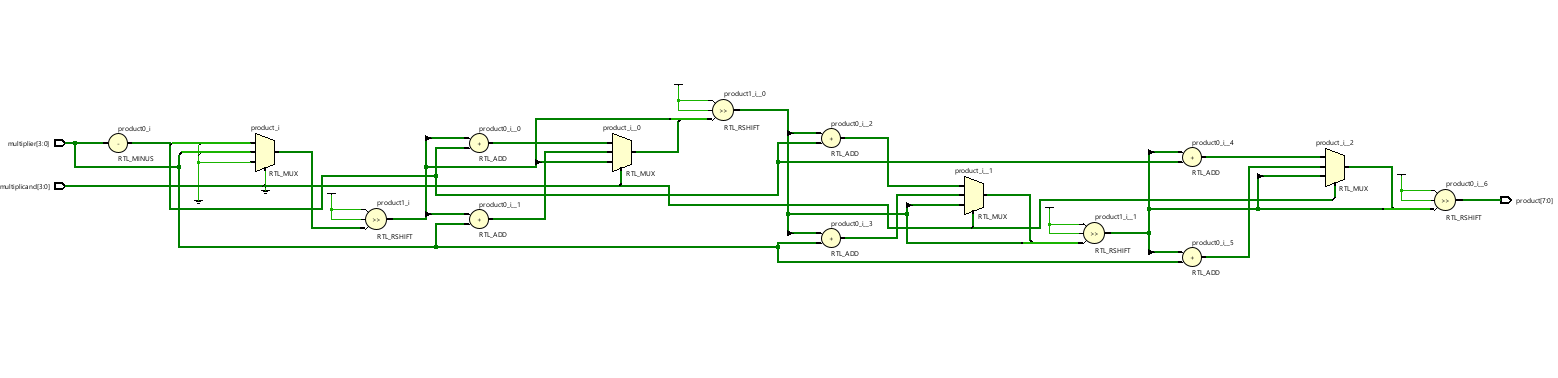 multiplier[3:0]
multiplicand[3:0]
product0_i
-
RTL_MINUS
product_i
RTL_MUX
product1_i
>>
RTL_RSHIFT
product0_i__0
+
RTL_ADD
product0_i__1
+
RTL_ADD
product_i__0
RTL_MUX
product1_i__0
>>
RTL_RSHIFT
product0_i__2
+
RTL_ADD
product0_i__3
+
RTL_ADD
product_i__1
RTL_MUX
product1_i__1
>>
RTL_RSHIFT
product0_i__4
+
RTL_ADD
product0_i__5
+
RTL_ADD
product_i__2
RTL_MUX
product0_i__6
>>
RTL_RSHIFT
product[7:0]